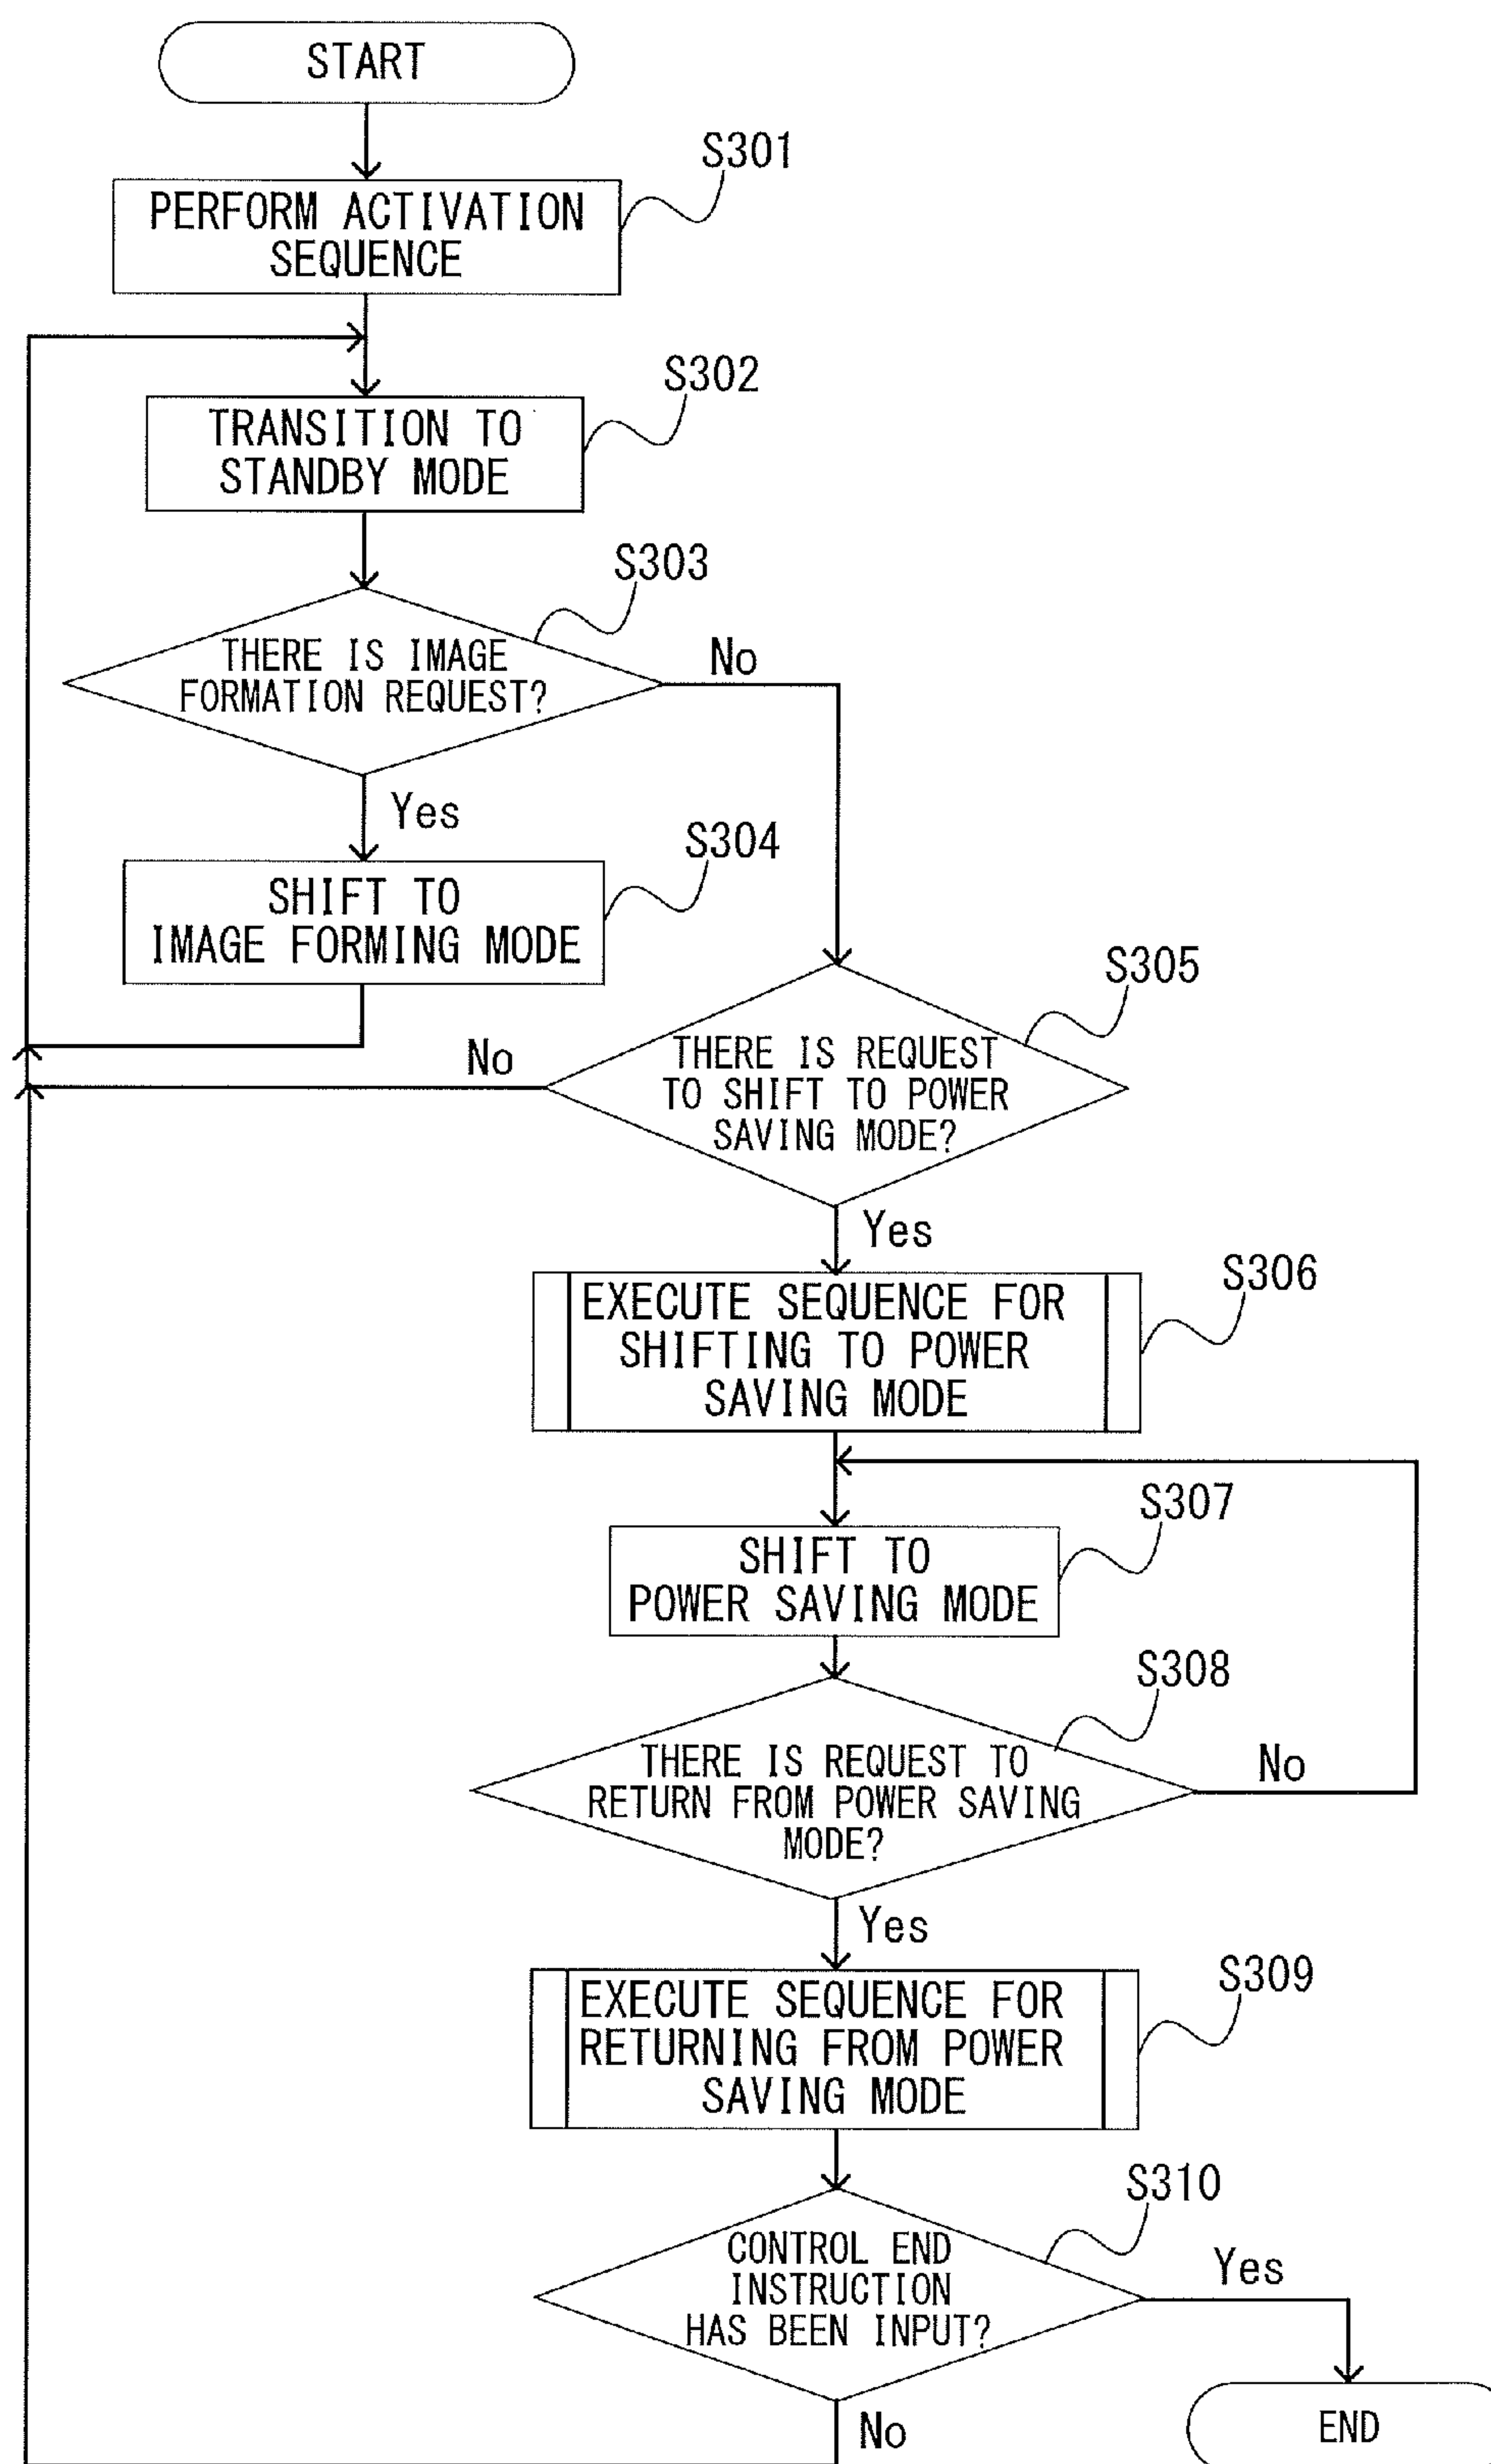 START
S301
PERFORM ACTIVATION
SEQUENCE
S302
TRANSITION TO
STANDBY MODE
S303
THERE IS IMAGE
FORMATION REQUEST?
No
Yes
S304
SHIFT TO
IMAGE FORMING MODE
S305
No
THERE IS REQUEST
TO SHIFT TO POWER
SAVING MODE?
Yes
S306
EXECUTE SEQUENCE FOR
SHIFTING TO POWER
SAVING MODE
S307
SHIFT TO
POWER SAVING MODE
S308
THERE IS REQUEST TO
RETURN FROM POWER SAVING
MODE?
No
Yes
S309
EXECUTE SEQUENCE FOR
RETURNING FROM POWER
SAVING MODE
S310
CONTROL END
INSTRUCTION
HAS BEEN INPUT?
Yes
No
END